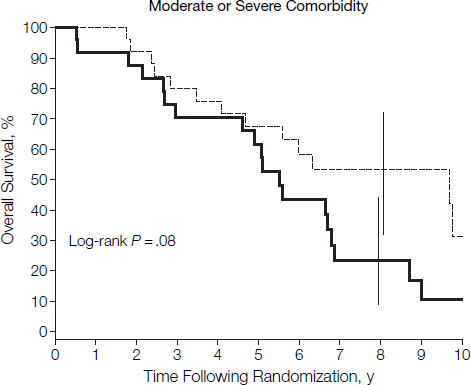 Moderate or Severe Comorbidity
100
90
80
70
60
50
40
30
20
10
0
Overall Survival, %
Log-rank P = .08
0 1 2 3 4 5 6 7 8 9 10
Time Following Randomization, y